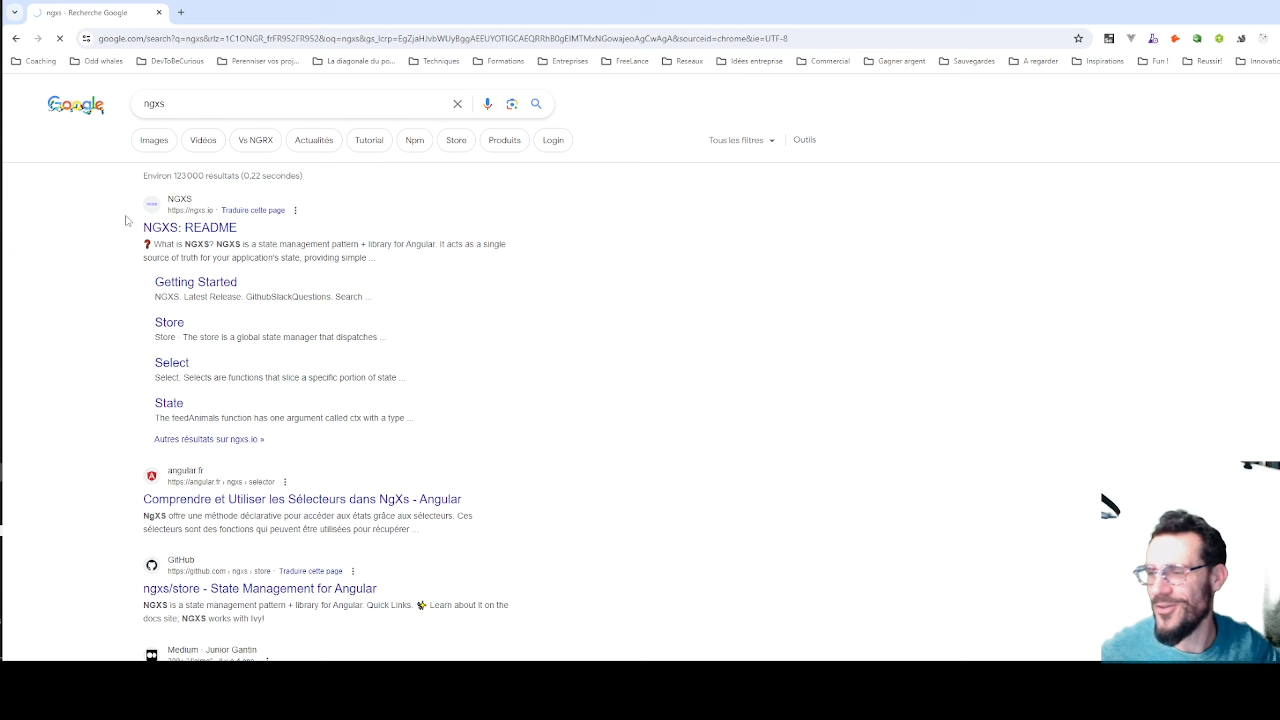 ngxs - Recherche Google
google.com/search?q=ngxs&rlz=1C1ONGR_frFR952FR952&oq=ngxs&gs_lcrp=EgZjaHJvbWUyBggAEEUYOTIGCAEQRRhB0gEIMTMxNGowajeoAgCwAgA&sourceid=chrome&ie=UTF-8
Coaching Odd whales DevToBeCurious Perenniser vos proj... La diagonale du po... Techniques Formations Entreprises FreeLance Reseaux Idées entreprise Commercial Gagner argent Sauvegardes A regarder Inspirations Fun ! Reussir!
Google ngxs
Images Vidéos Vs NGRX Actualités Tutorial Npm Store Produits Login Tous les filtres Outils
Environ 123 000 résultats (0,22 secondes)
NGXS
https://ngxs.io · Traduire cette page
NGXS: README
❓ What is NGXS? NGXS is a state management pattern + library for Angular. It acts as a single
source of truth for your application's state, providing simple ...
Getting Started
NGXS. Latest Release. GithubSlackQuestions. Search ...
Store
Store · The store is a global state manager that dispatches ...
Select
Select. Selects are functions that slice a specific portion of state ...
State
The feedAnimals function has one argument called ctx with a type ...
Autres résultats sur ngxs.io »
angular.fr
https://angular.fr › ngxs › selector
Comprendre et Utiliser les Sélecteurs dans NgXs - Angular
NgXS offre une méthode déclarative pour accéder aux états grâce aux sélecteurs. Ces
sélecteurs sont des fonctions qui peuvent être utilisées pour récupérer ...
GitHub
https://github.com › ngxs › store · Traduire cette page
ngxs/store - State Management for Angular
NGXS is a state management pattern + library for Angular. Quick Links. ✨ Learn about it on the
docs site; NGXS works with Ivy!
Medium · Junior Gantin